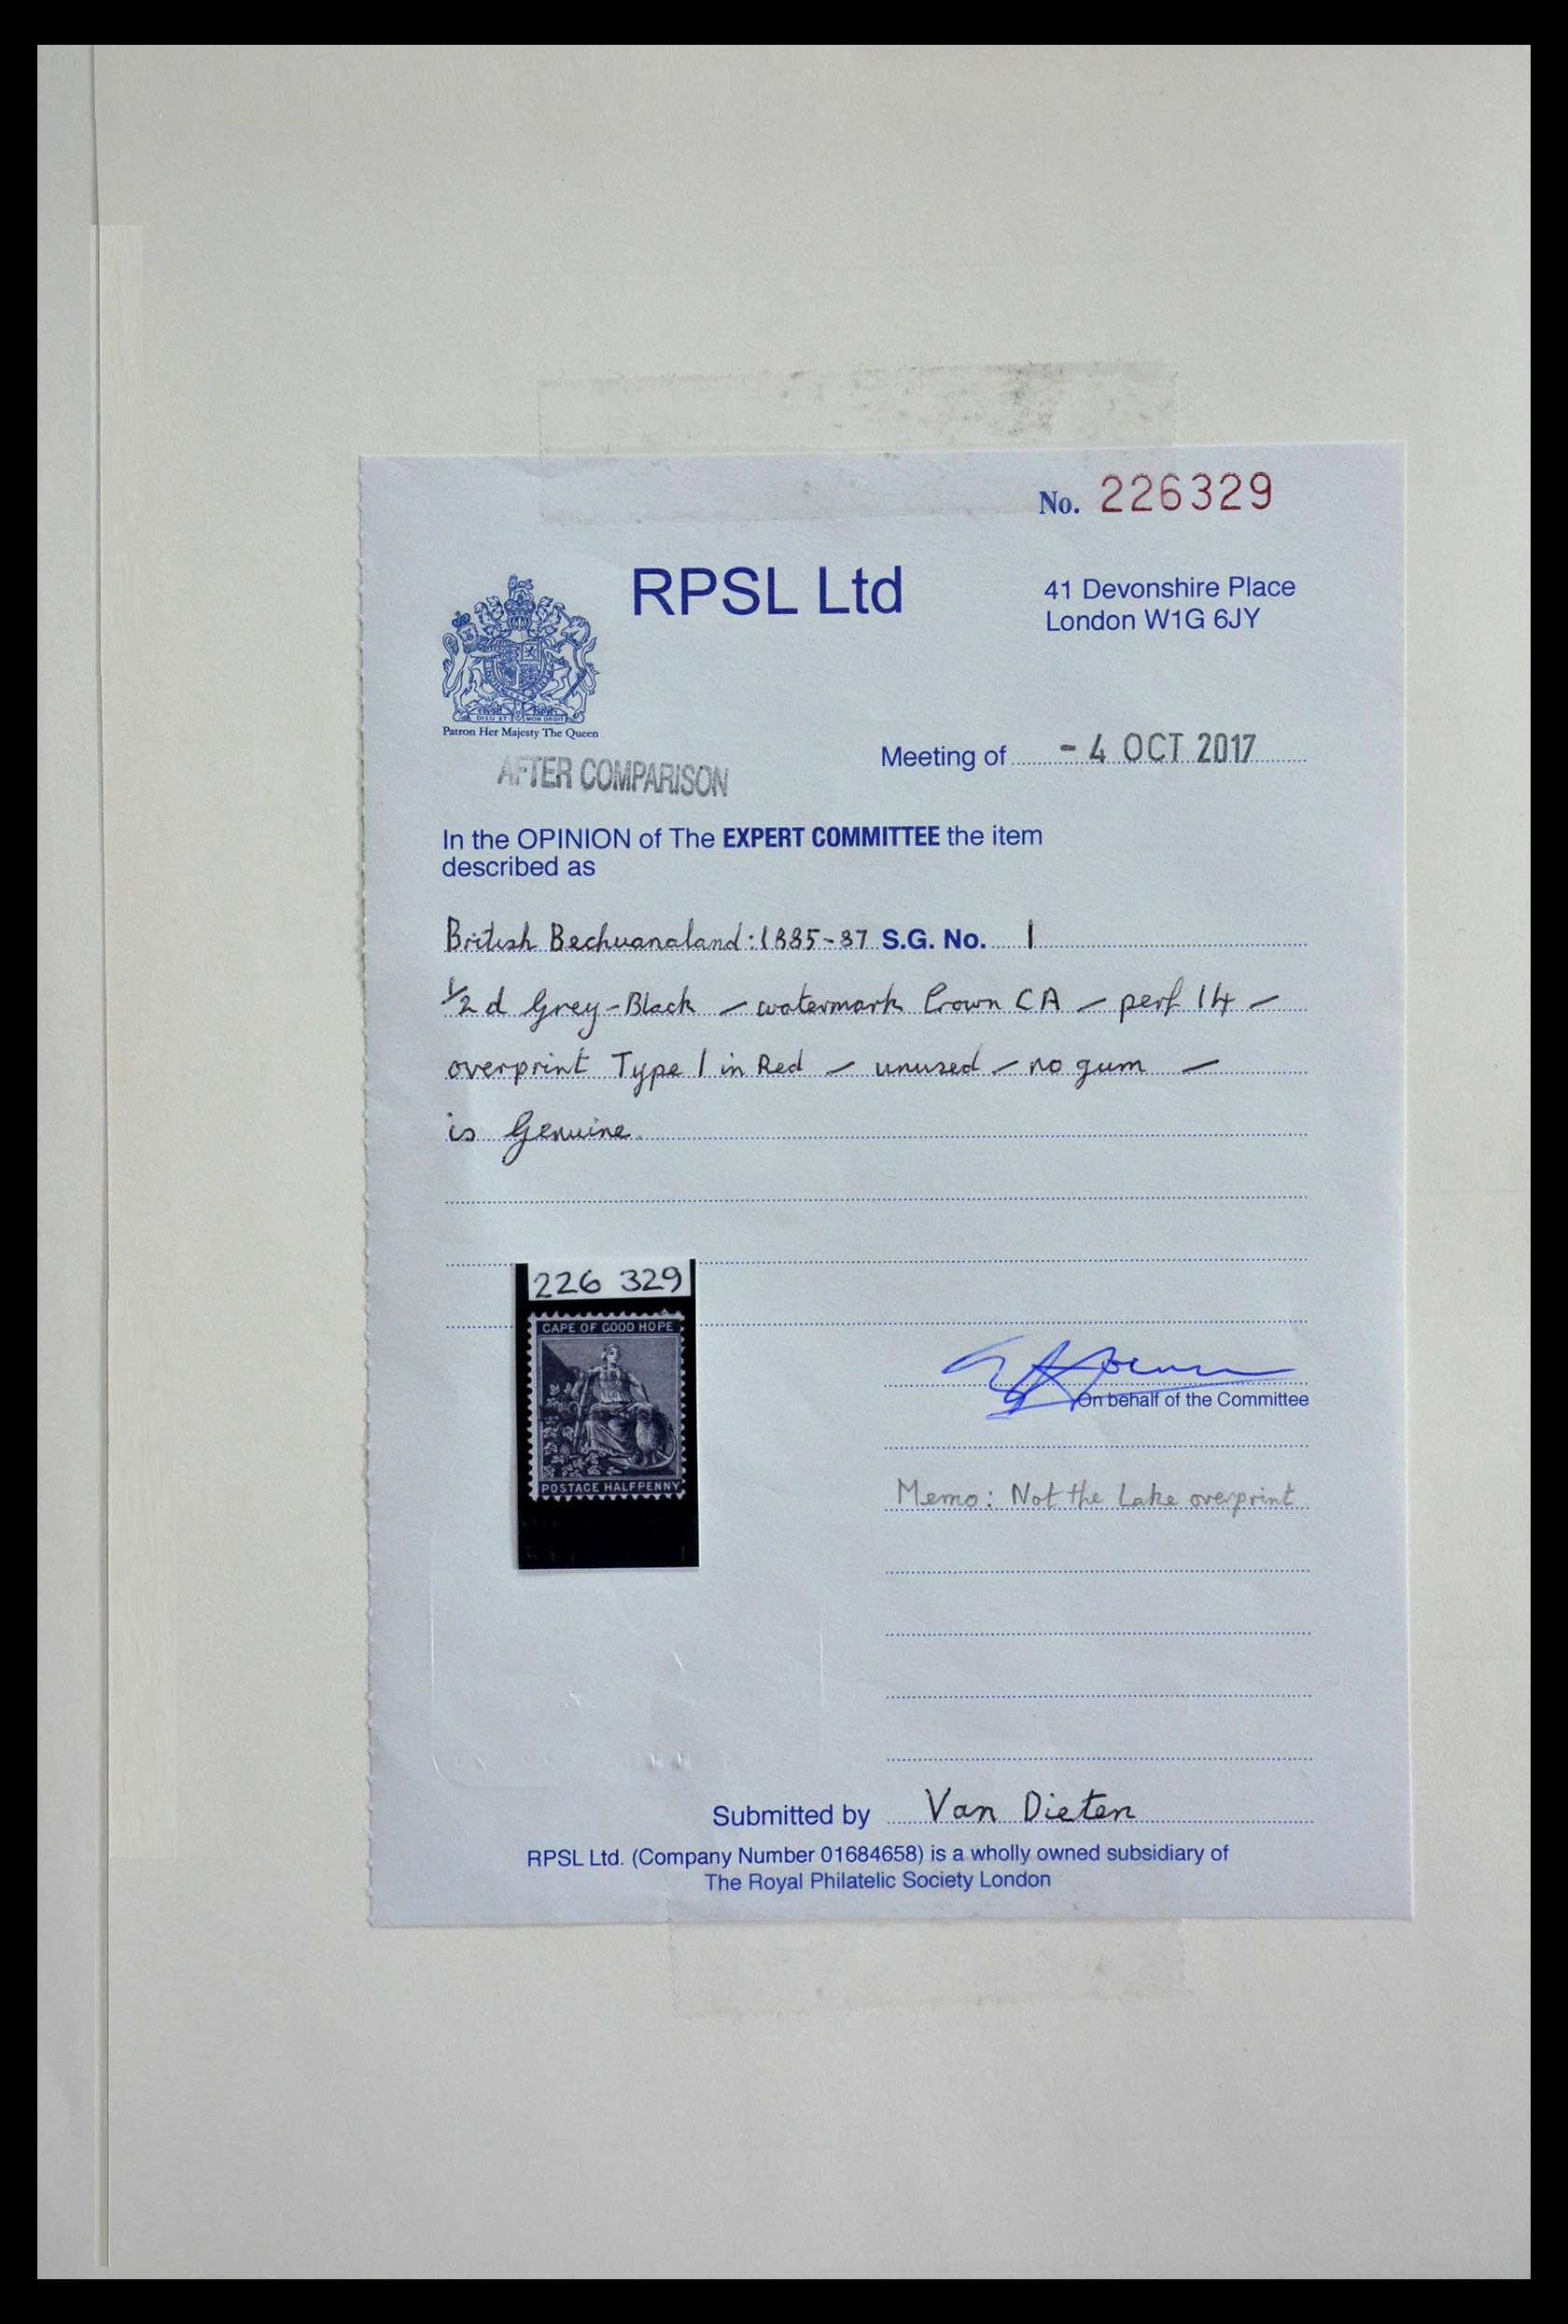 No. 226329
RPSL Ltd
41 Devonshire Place
London W1G 6JY
DIEU ET MON DROIT
Patron Her Majesty The Queen
AFTER COMPARISON
Meeting of - 4 OCT 2017
In the OPINION of The EXPERT COMMITTEE the item
described as
British Bechuanaland: 1885-87 S.G. No. 1
1/2 d Grey-Black - watermark Crown CA - perf 14 -
overprint Type 1 in Red - unused - no gum -
is Genuine.
226 329
CAPE OF GOOD HOPE
POSTAGE HALFPENNY
On behalf of the Committee
Memo: Not the Lake overprint
Submitted by Van Dieten
RPSL Ltd. (Company Number 01684658) is a wholly owned subsidiary of
The Royal Philatelic Society London